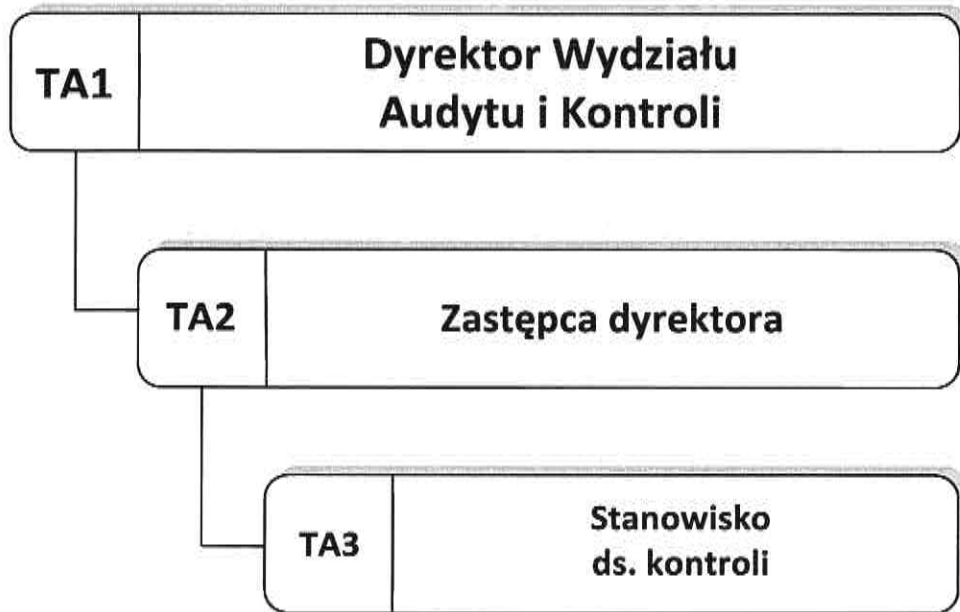 TA1
Dyrektor Wydziału
Audytu i Kontroli
TA2
Zastępca dyrektora
TA3
Stanowisko
ds. kontroli